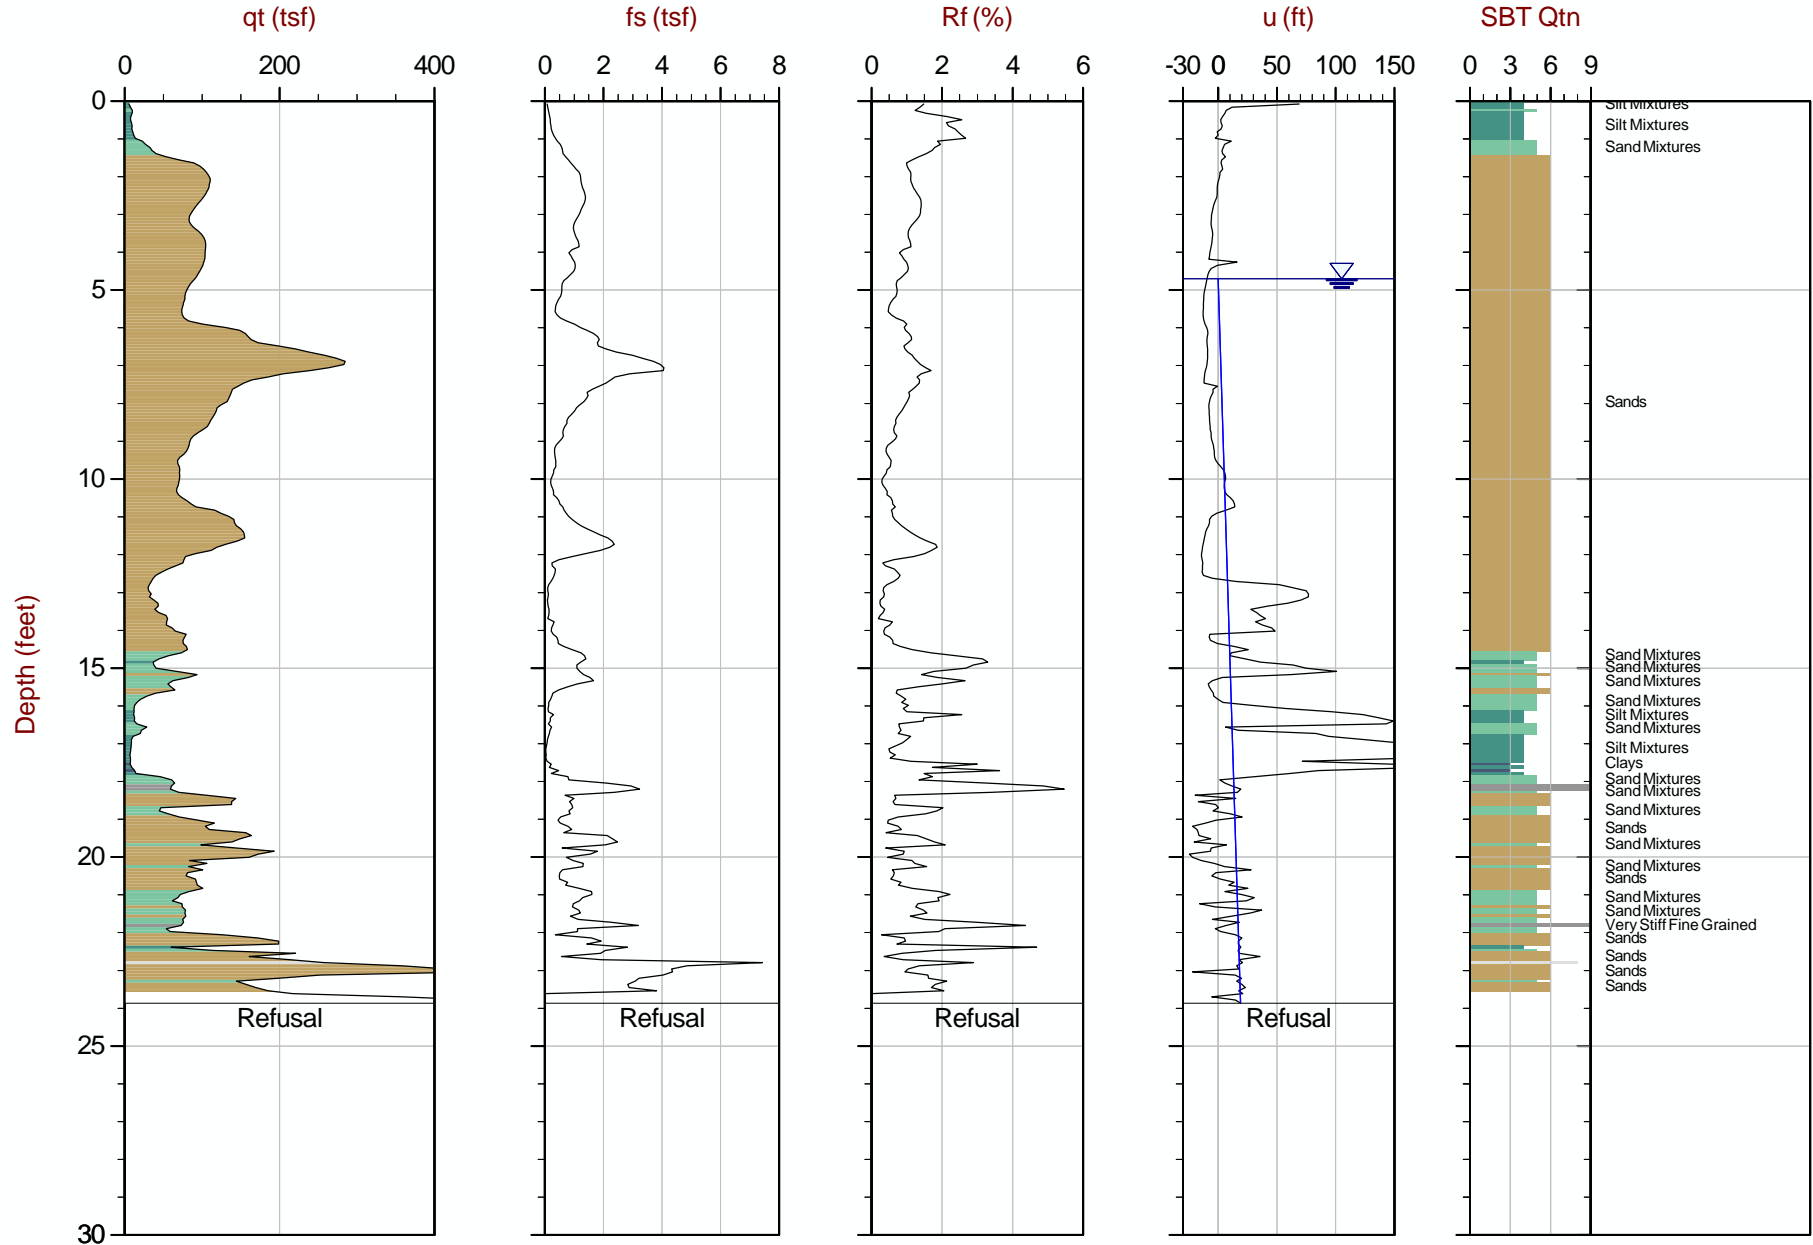 qt (tsf) fs (tsf) Rf (%) u (ft) SBT Qtn
0 200 400 0 2 4 6 8 0 2 4 6 -30 0 50 100 150 0 3 6 9
0
5
10
15
20
25
30
Depth (feet)
Silt Mixtures
Silt Mixtures
Sand Mixtures
Sands
Sand Mixtures
Sand Mixtures
Sand Mixtures
Sand Mixtures
Silt Mixtures
Sand Mixtures
Silt Mixtures
Clays
Sand Mixtures
Sand Mixtures
Sand Mixtures
Sands
Sand Mixtures
Sand Mixtures
Sands
Sand Mixtures
Sand Mixtures
Very Stiff Fine Grained
Sands
Sands
Sands
Sands
Refusal Refusal Refusal Refusal